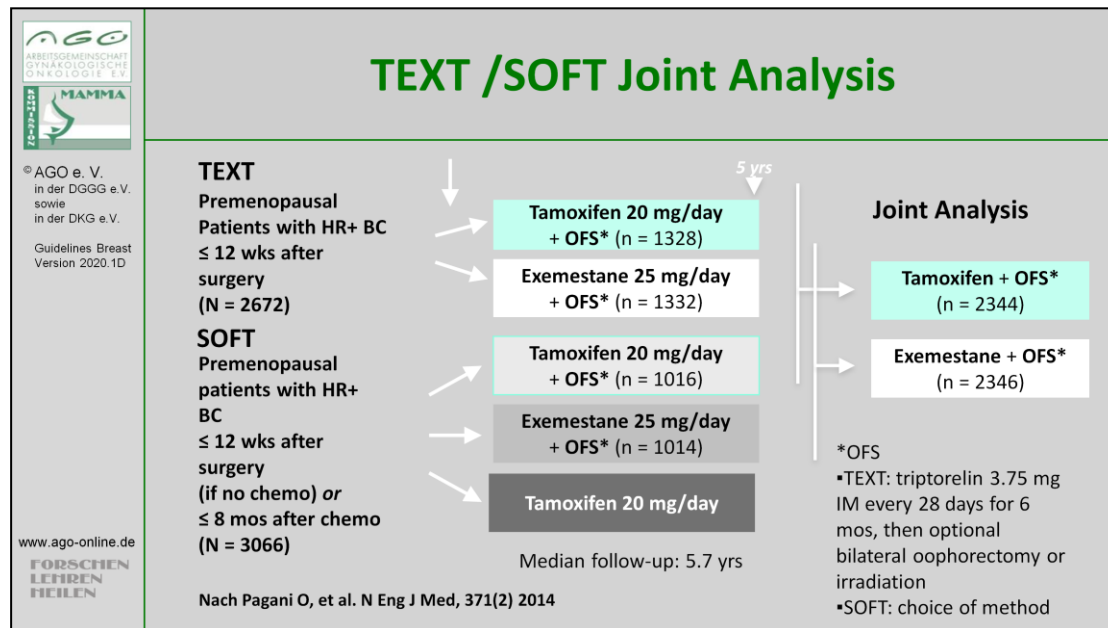 AGO
ARBEITSGEMEINSCHAFT
GYNÄKOLOGISCHE
ONKOLOGIE E.V.
KOMMISSION
MAMMA
© AGO e. V.
in der DGGG e.V.
sowie
in der DKG e.V.
Guidelines Breast
Version 2020.1D
www.ago-online.de
FORSCHEN
LEHREN
HEILEN
TEXT /SOFT Joint Analysis
TEXT
Premenopausal
Patients with HR+ BC
≤ 12 wks after
surgery
(N = 2672)
SOFT
Premenopausal
patients with HR+
BC
≤ 12 wks after
surgery
(if no chemo) or
≤ 8 mos after chemo
(N = 3066)
5 yrs
Tamoxifen 20 mg/day
+ OFS* (n = 1328)
Exemestane 25 mg/day
+ OFS* (n = 1332)
Tamoxifen 20 mg/day
+ OFS* (n = 1016)
Exemestane 25 mg/day
+ OFS* (n = 1014)
Tamoxifen 20 mg/day
Median follow-up: 5.7 yrs
Joint Analysis
Tamoxifen + OFS*
(n = 2344)
Exemestane + OFS*
(n = 2346)
*OFS
▪TEXT: triptorelin 3.75 mg
IM every 28 days for 6
mos, then optional
bilateral oophorectomy or
irradiation
▪SOFT: choice of method
Nach Pagani O, et al. N Eng J Med, 371(2) 2014